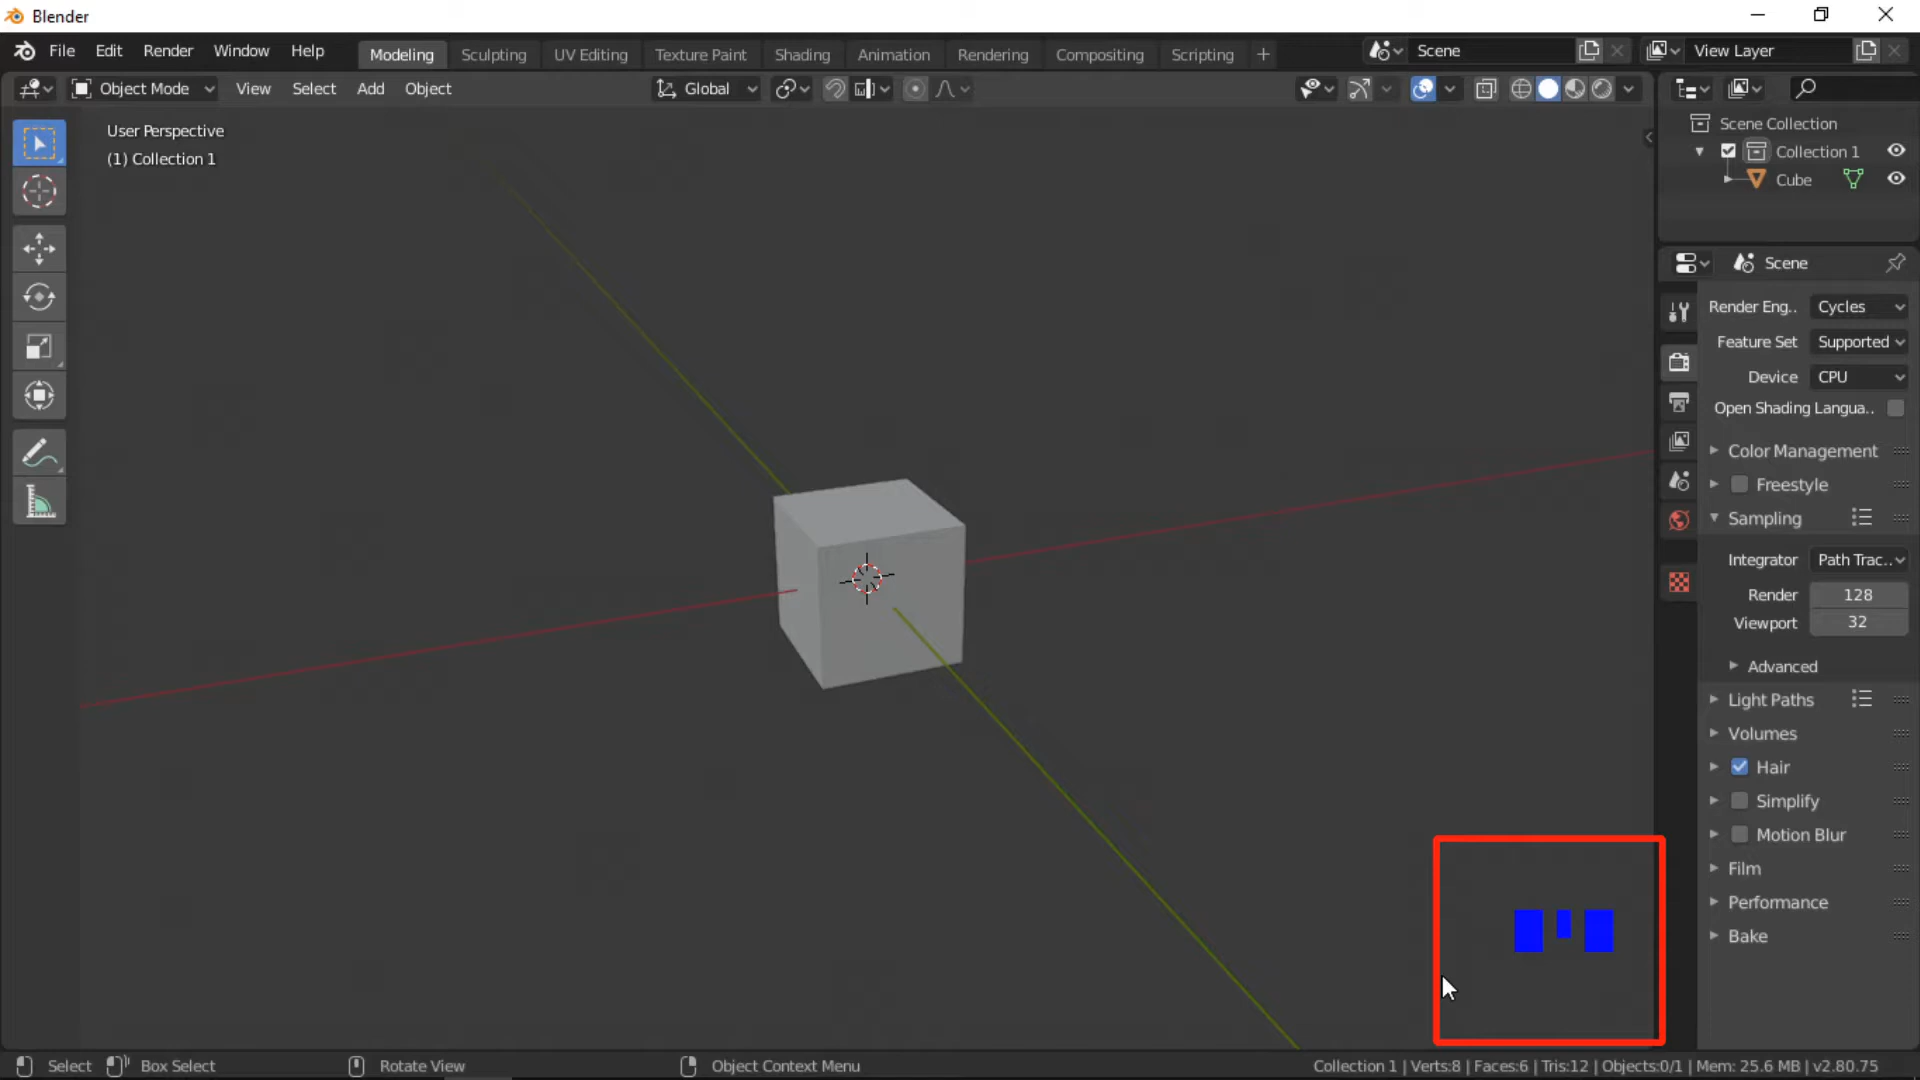 Blender
File Edit Render Window Help Modeling Sculpting UV Editing Texture Paint Shading Animation Rendering Compositing Scripting + Scene View Layer
Object Mode View Select Add Object Global
User Perspective
(1) Collection 1
Scene Collection
Collection 1
Cube
Scene
Render Eng.. Cycles
Feature Set Supported
Device CPU
Open Shading Langua..
Color Management
Freestyle
Sampling
Integrator Path Trac..
Render 128
Viewport 32
Advanced
Light Paths
Volumes
Hair
Simplify
Motion Blur
Film
Performance
Bake
Select Box Select Rotate View Object Context Menu Collection 1 | Verts:8 | Faces:6 | Tris:12 | Objects:0/1 | Mem: 25.6 MB | v2.80.75